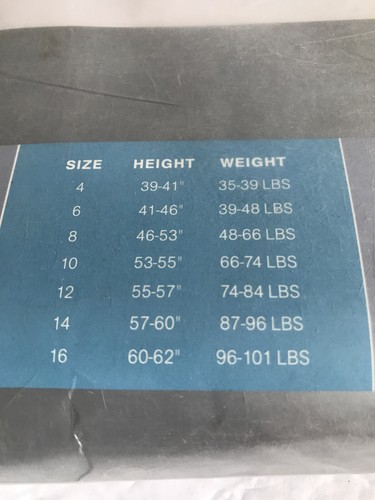 SIZE HEIGHT WEIGHT
4 39-41" 35-39 LBS
6 41-46" 39-48 LBS
8 46-53" 48-66 LBS
10 53-55" 66-74 LBS
12 55-57" 74-84 LBS
14 57-60" 87-96 LBS
16 60-62" 96-101 LBS